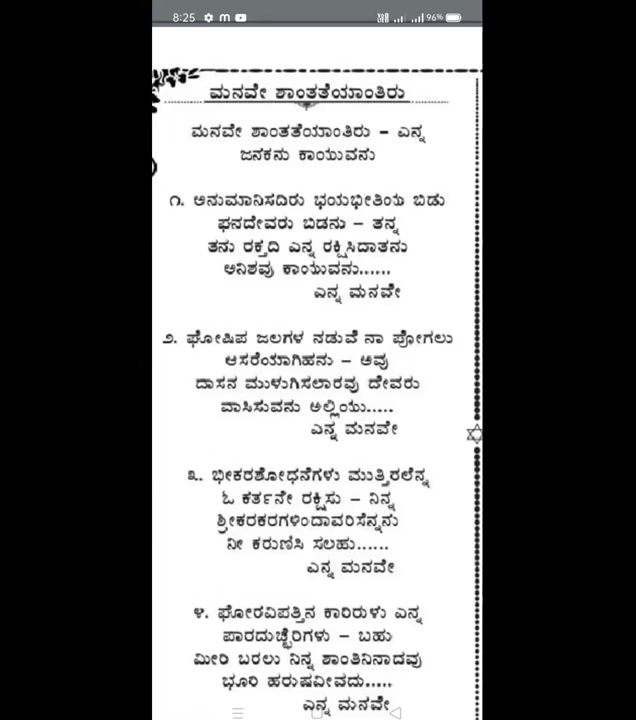 8:25
96%
ಮನವೇ ಶಾಂತತೆಯಾಂತಿರು
ಮನವೇ ಶಾಂತತೆಯಾಂತಿರು – ಎನ್ನ
ಜನಕನು ಕಾಯುವನು
೧. ಅನುಮಾನಿಸದಿರು ಭಯಭೀತಿಯ ಬಿಡು
ಘನದೇವರು ಬಿಡನು – ತನ್ನ
ತನು ರಕ್ತದಿ ಎನ್ನ ರಕ್ಷಿಸಿದಾತನು
ಅನಿಶವು ಕಾಯುವನು......
ಎನ್ನ ಮನವೇ
೨. ಘೋಷಿಪ ಜಲಗಳ ನಡುವೆ ನಾ ಪೋಗಲು
ಆಸರೆಯಾಗಿಹನು – ಅವು
ದಾಸನ ಮುಳುಗಿಸಲಾರವು ದೇವರು
ವಾಸಿಸುವನು ಅಲ್ಲಿಯು.....
ಎನ್ನ ಮನವೇ
೩. ಭೀಕರಶೋಧನೆಗಳು ಮುತ್ತಿರಲೆನ್ನ
ಓ ಕರ್ತನೇ ರಕ್ಷಿಸು – ನಿನ್ನ
ಶ್ರೀಕರಕರಗಳಿಂದಾವರಿಸೆನ್ನನು
ನೀ ಕರುಣಿಸಿ ಸಲಹು......
ಎನ್ನ ಮನವೇ
೪. ಘೋರವಿಪತ್ತಿನ ಕಾರಿರುಳು ಎನ್ನ
ಪಾರದುಚ್ಛೆರಿಗಳು – ಬಹು
ಮೀರಿ ಬರಲು ನಿನ್ನ ಶಾಂತಿನಿನಾದವು
ಭೂರಿ ಹರುಷವೀವದು.....
ಎನ್ನ ಮನವೇ